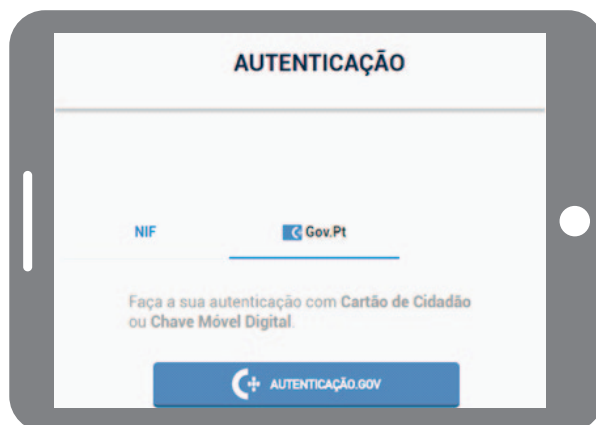 AUTENTICAÇÃO
NIF
Gov.Pt
Faça a sua autenticação com Cartão de Cidadão
ou Chave Móvel Digital.
AUTENTICAÇÃO.GOV